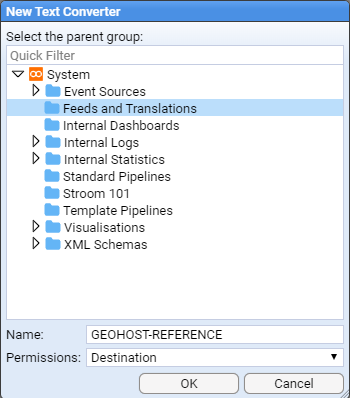 New Text Converter
Select the parent group:
Quick Filter
System
Event Sources
Feeds and Translations
Internal Dashboards
Internal Logs
Internal Statistics
Standard Pipelines
Stroom 101
Template Pipelines
Visualisations
XML Schemas
Name: GEOHOST-REFERENCE
Permissions: Destination
OK Cancel